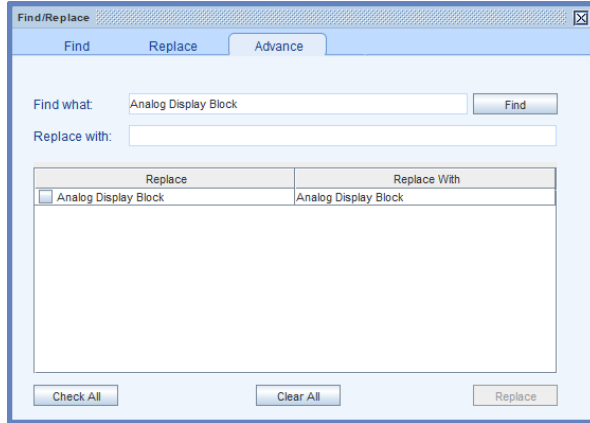 Find/Replace
Find Replace Advance
Find what: Analog Display Block Find
Replace with:
Replace Replace With
Analog Display Block Analog Display Block
Check All Clear All Replace